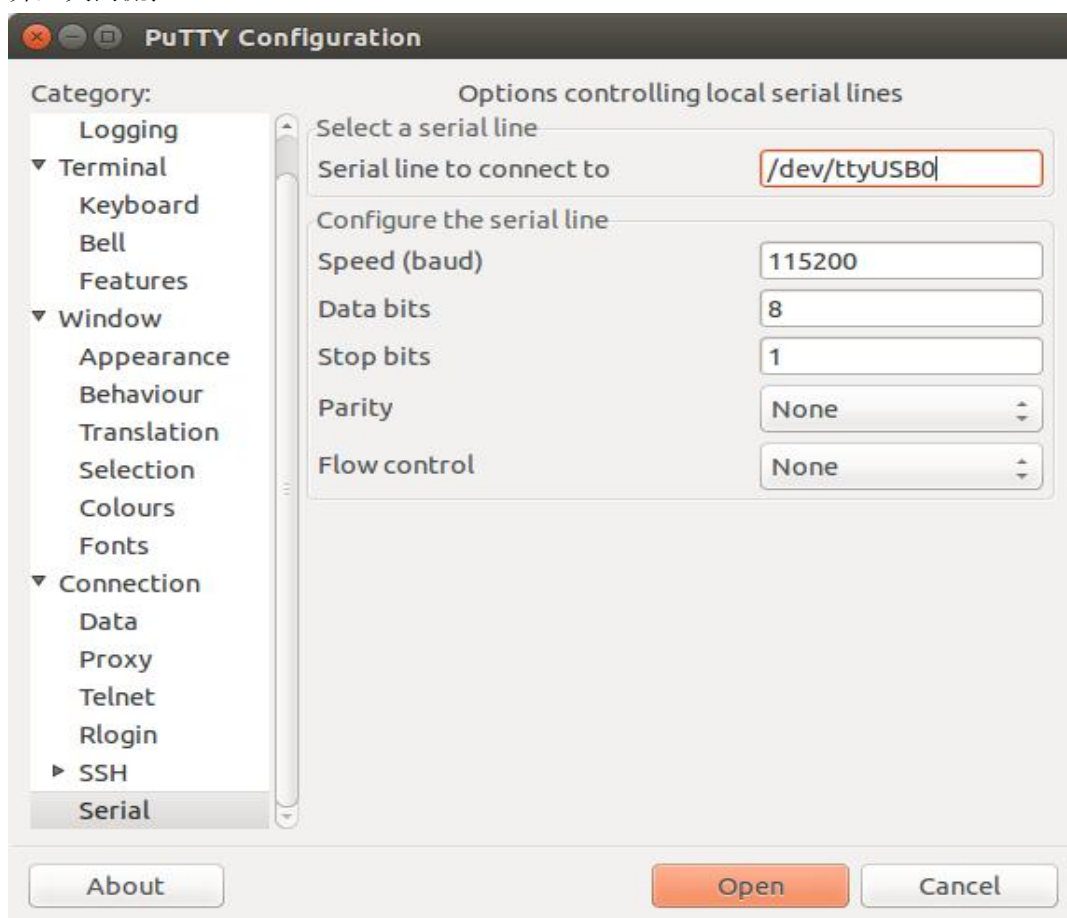 PuTTY Configuration
Category:
Logging
Terminal
Keyboard
Bell
Features
Window
Appearance
Behaviour
Translation
Selection
Colours
Fonts
Connection
Data
Proxy
Telnet
Rlogin
SSH
Serial
Options controlling local serial lines
Select a serial line
Serial line to connect to /dev/ttyUSB0
Configure the serial line
Speed (baud) 115200
Data bits 8
Stop bits 1
Parity None
Flow control None
About
Open
Cancel